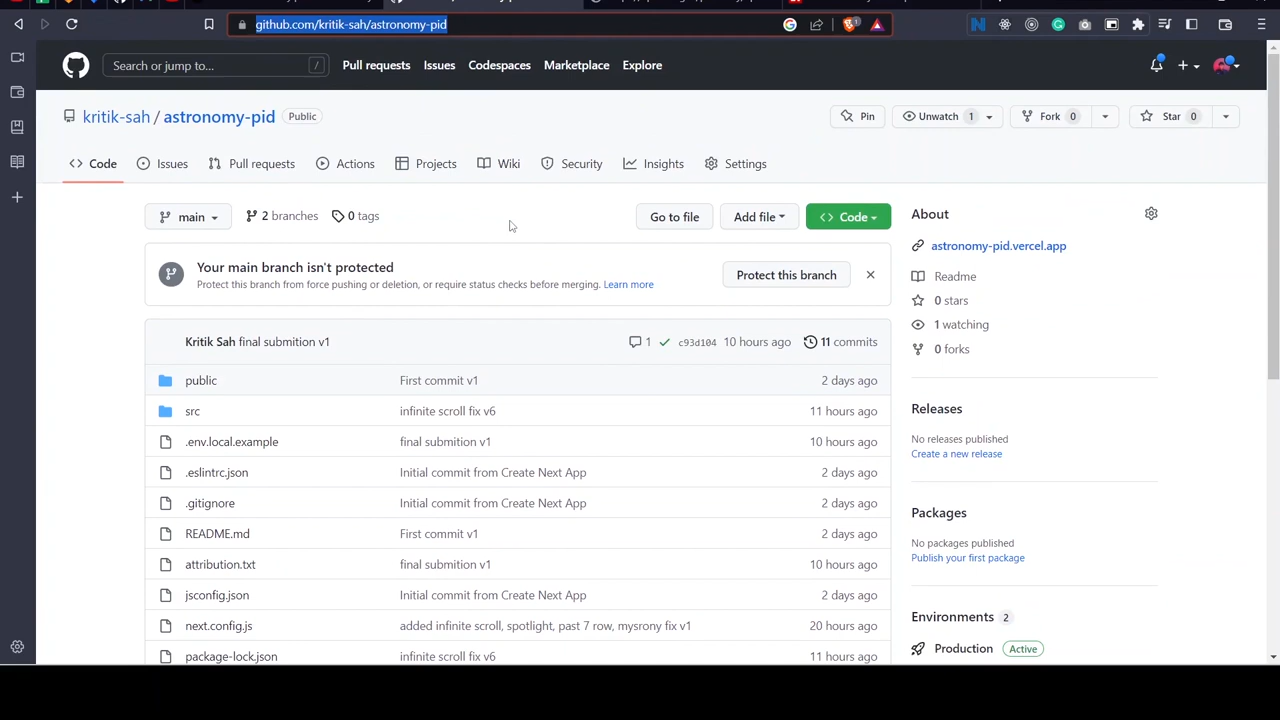 github.com/kritik-sah/astronomy-pid
Search or jump to... /
Pull requests Issues Codespaces Marketplace Explore
kritik-sah / astronomy-pid Public
Pin Unwatch 1 Fork 0 Star 0
Code Issues Pull requests Actions Projects Wiki Security Insights Settings
main 2 branches 0 tags Go to file Add file Code
Your main branch isn't protected
Protect this branch from force pushing or deletion, or require status checks before merging. Learn more
Protect this branch
Kritik Sah final submition v1 1 c93d104 10 hours ago 11 commits
public First commit v1 2 days ago
src infinite scroll fix v6 11 hours ago
.env.local.example final submition v1 10 hours ago
.eslintrc.json Initial commit from Create Next App 2 days ago
.gitignore Initial commit from Create Next App 2 days ago
README.md First commit v1 2 days ago
attribution.txt final submition v1 10 hours ago
jsconfig.json Initial commit from Create Next App 2 days ago
next.config.js added infinite scroll, spotlight, past 7 row, mysrony fix v1 20 hours ago
package-lock.json infinite scroll fix v6 11 hours ago
About
astronomy-pid.vercel.app
Readme
0 stars
1 watching
0 forks
Releases
No releases published
Create a new release
Packages
No packages published
Publish your first package
Environments 2
Production Active